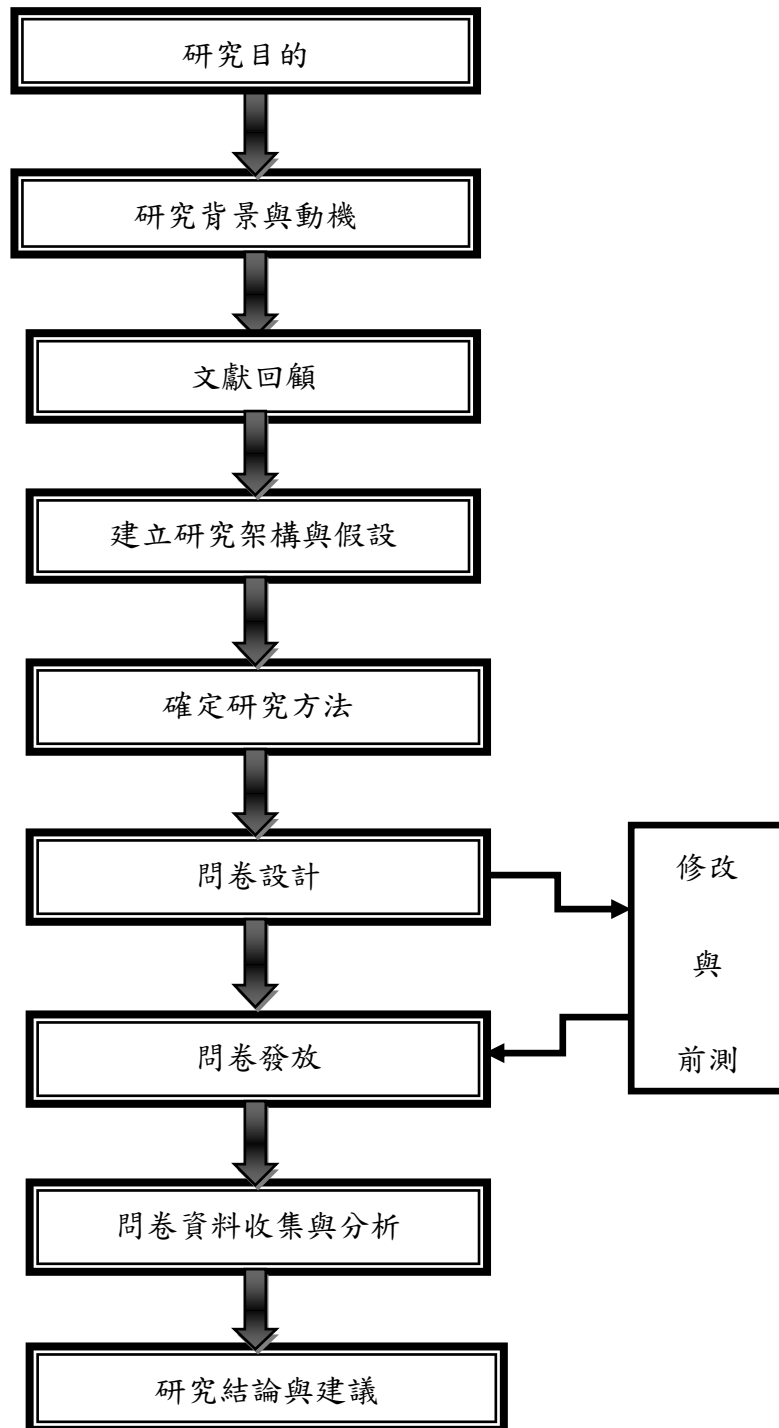 研究目的
研究背景與動機
文獻回顧
建立研究架構與假設
確定研究方法
問卷設計
修改
與
前測
問卷發放
問卷資料收集與分析
研究結論與建議